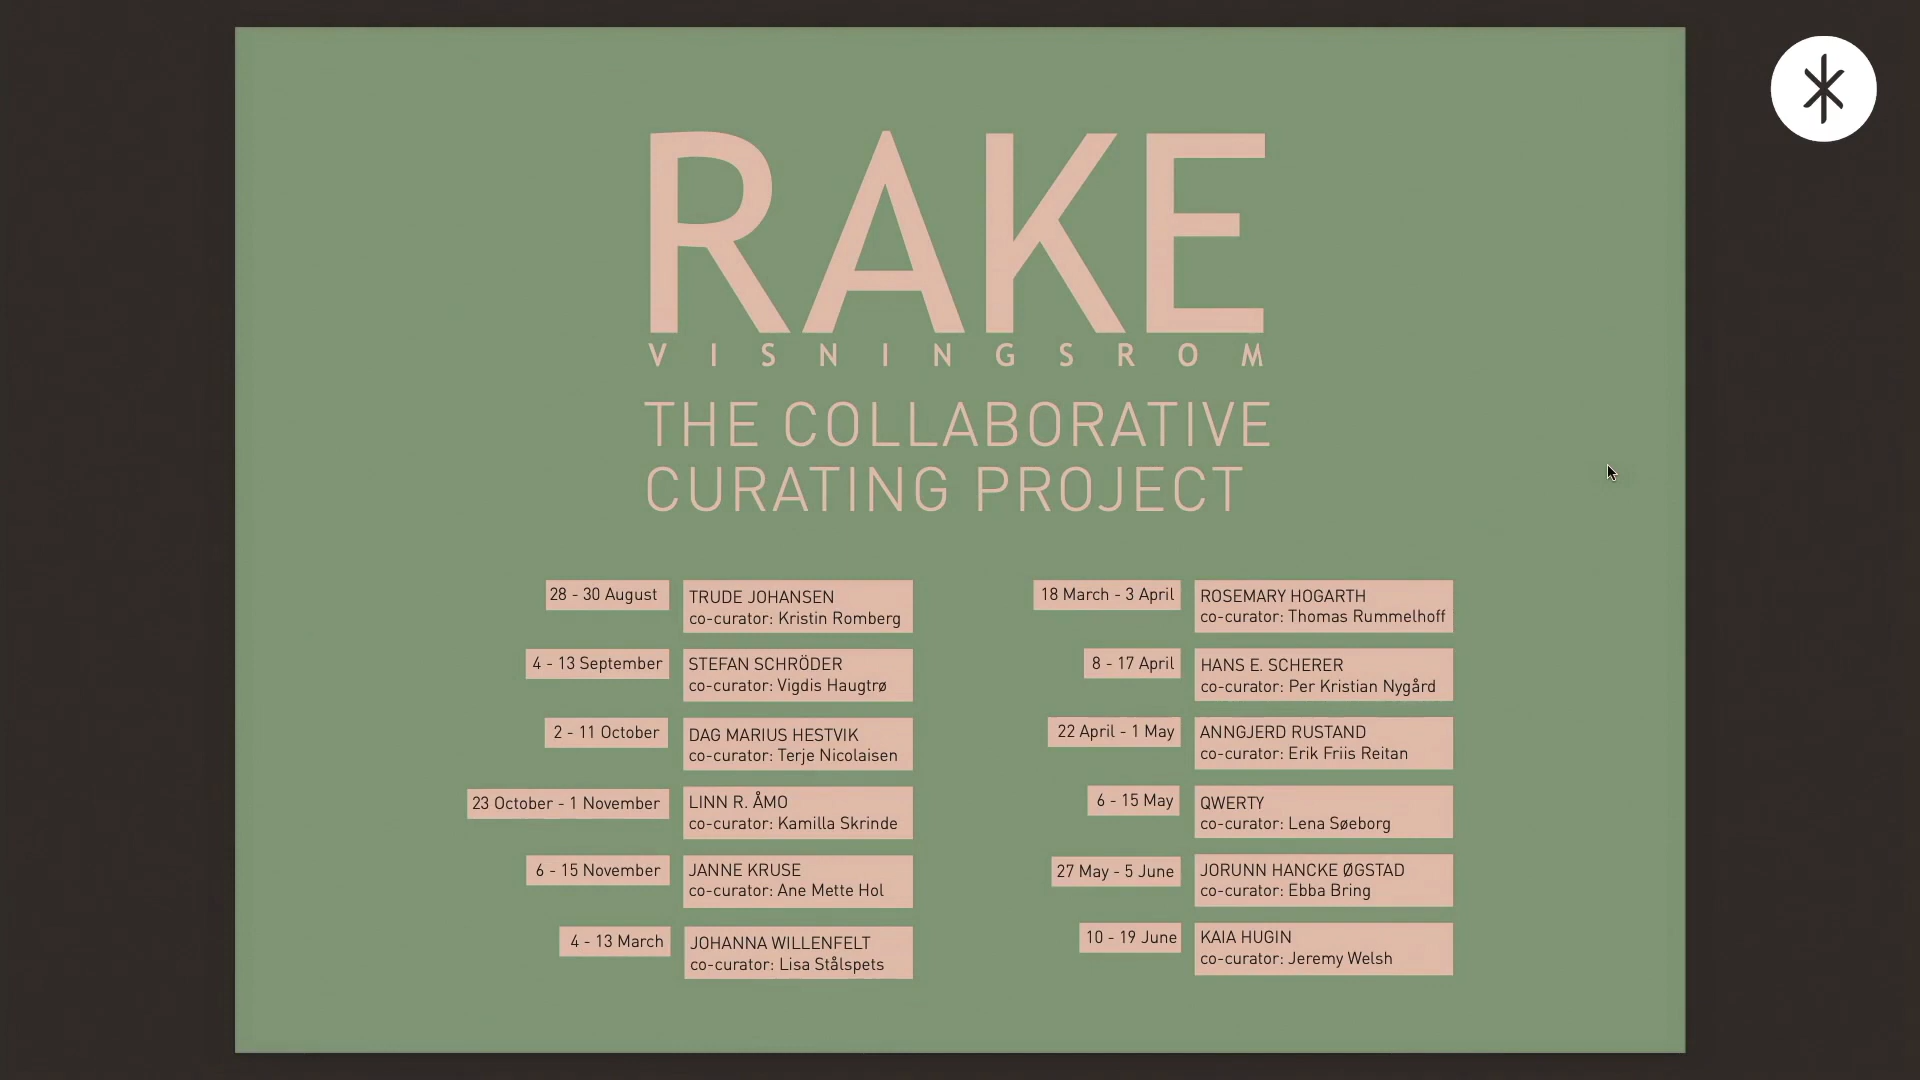 RAKE
VISNINGSROM
THE COLLABORATIVE
CURATING PROJECT
28 - 30 August
TRUDE JOHANSEN
co-curator: Kristin Romberg
4 - 13 September
STEFAN SCHRÖDER
co-curator: Vigdis Haugtrø
2 - 11 October
DAG MARIUS HESTVIK
co-curator: Terje Nicolaisen
23 October - 1 November
LINN R. ÅMO
co-curator: Kamilla Skrinde
6 - 15 November
JANNE KRUSE
co-curator: Ane Mette Hol
4 - 13 March
JOHANNA WILLENFELT
co-curator: Lisa Stålspets
18 March - 3 April
ROSEMARY HOGARTH
co-curator: Thomas Rummelhoff
8 - 17 April
HANS E. SCHERER
co-curator: Per Kristian Nygård
22 April - 1 May
ANNGJERD RUSTAND
co-curator: Erik Friis Reitan
6 - 15 May
QWERTY
co-curator: Lena Søeborg
27 May - 5 June
JORUNN HANCKE ØGSTAD
co-curator: Ebba Bring
10 - 19 June
KAIA HUGIN
co-curator: Jeremy Welsh